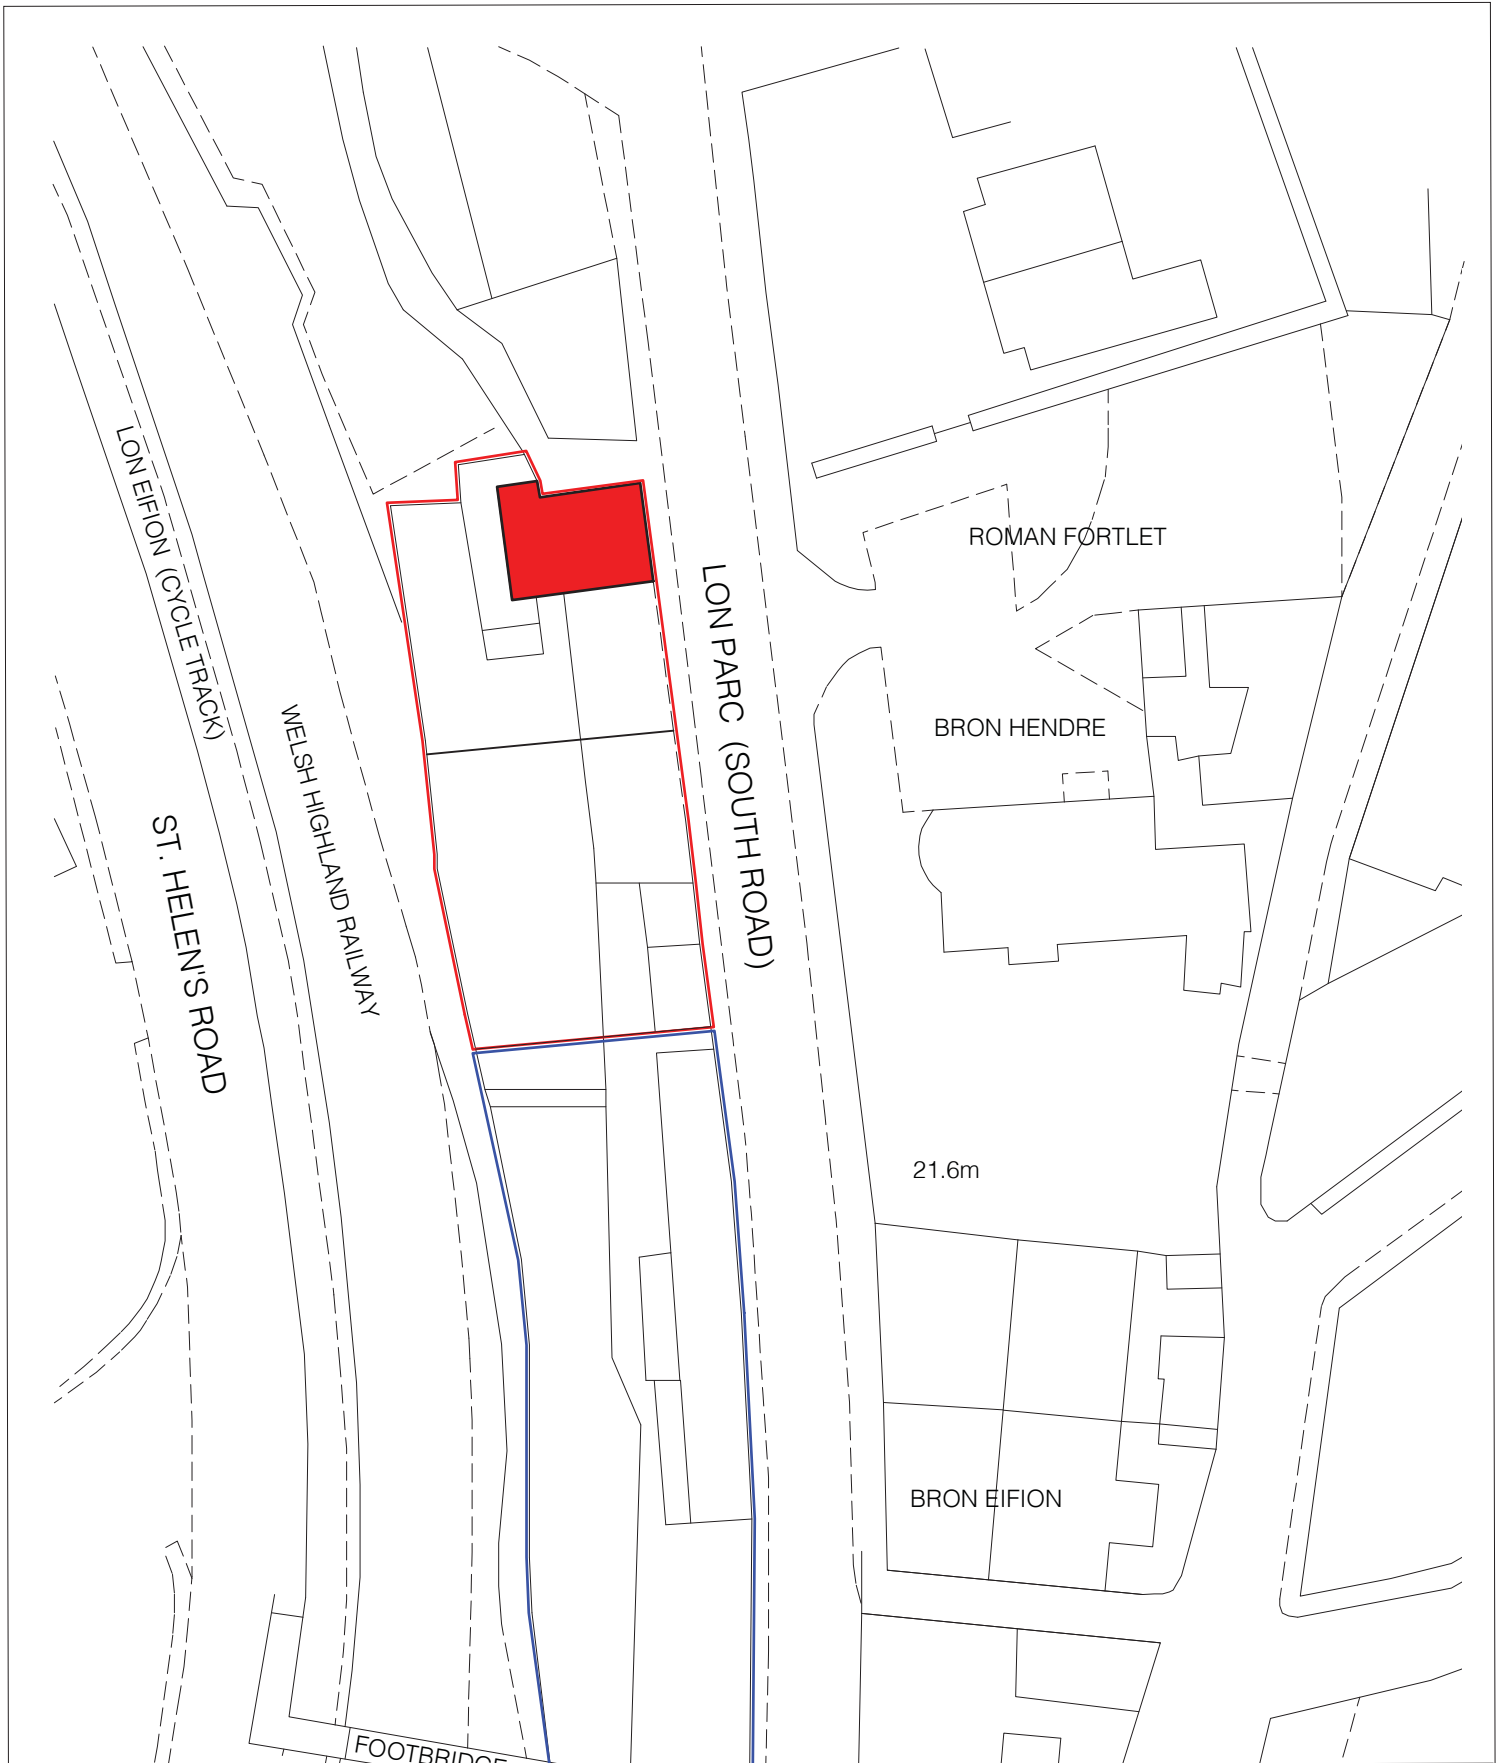 LON EIFION (CYCLE TRACK)
ROMAN FORTLET
LON PARC (SOUTH ROAD)
BRON HENDRE
WELSH HIGHLAND RAILWAY
ST. HELEN'S ROAD
21.6m
BRON EIFION
FOOTBRIDGE